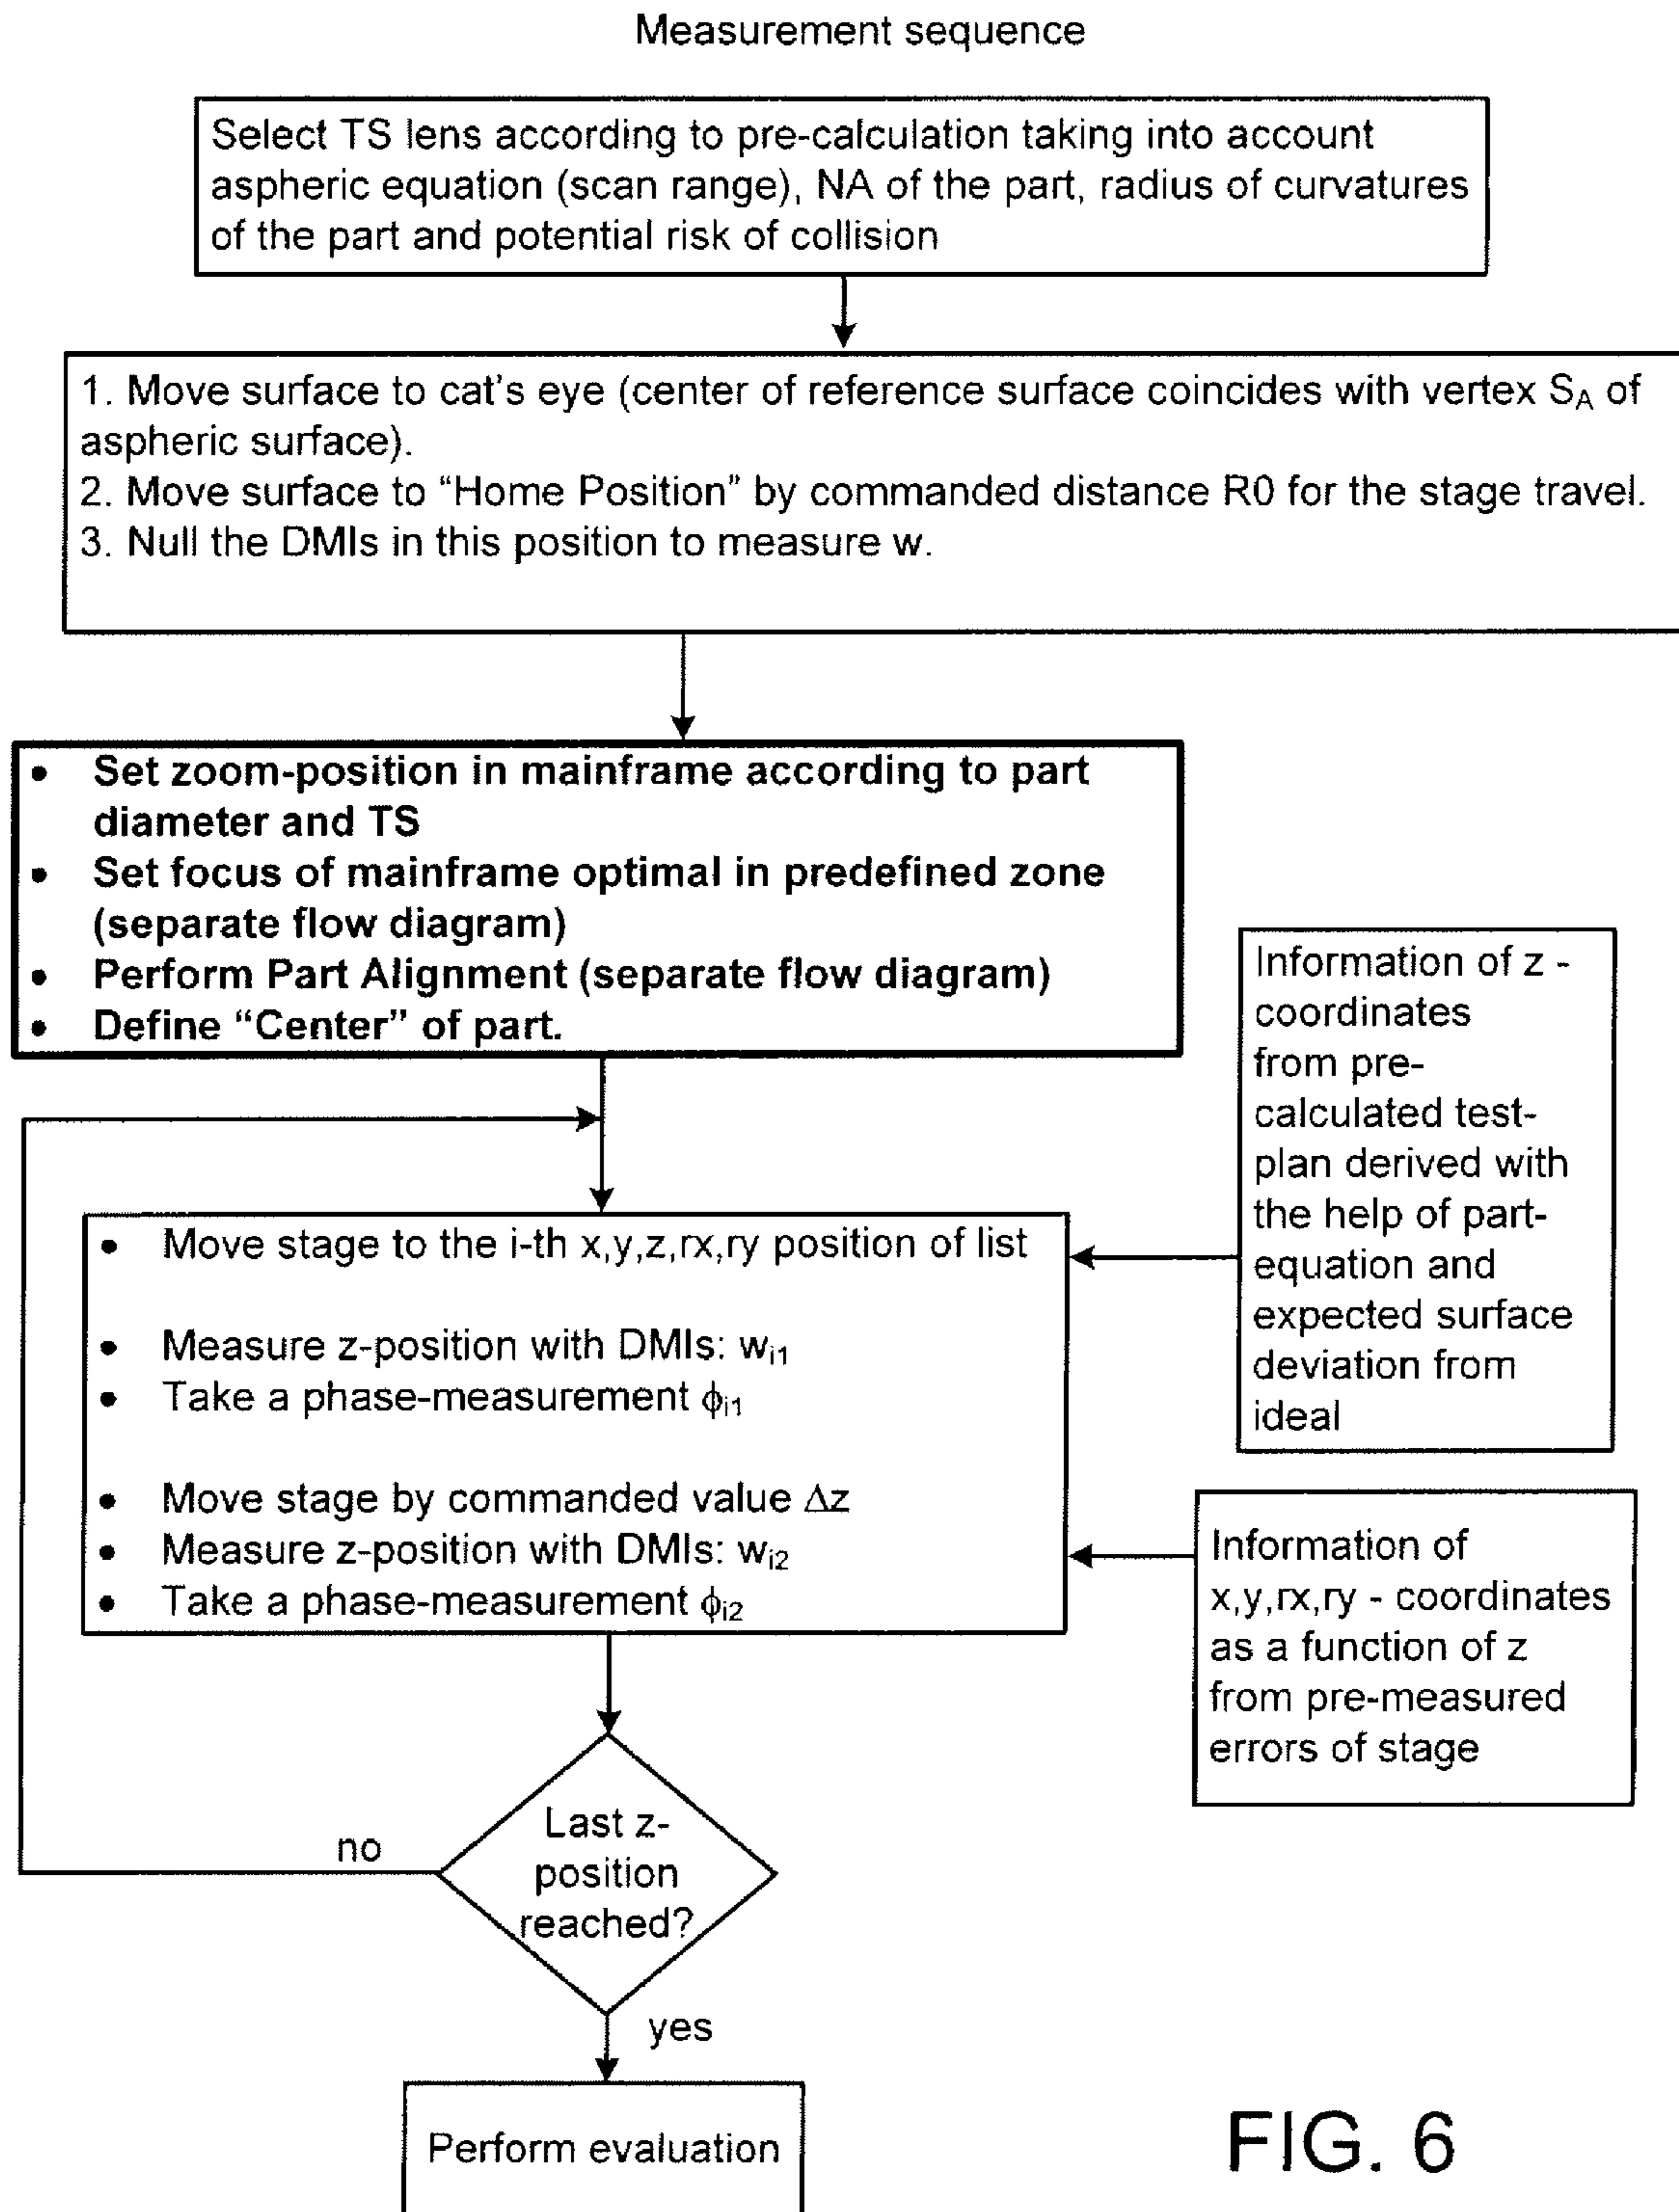 Measurement sequence
Select TS lens according to pre-calculation taking into account
aspheric equation (scan range), NA of the part, radius of curvatures
of the part and potential risk of collision
1. Move surface to cat's eye (center of reference surface coincides with vertex S_A of
aspheric surface).
2. Move surface to “Home Position” by commanded distance R0 for the stage travel.
3. Null the DMIs in this position to measure w.
• Set zoom-position in mainframe according to part
diameter and TS
• Set focus of mainframe optimal in predefined zone
(separate flow diagram)
• Perform Part Alignment (separate flow diagram)
• Define “Center” of part.
Information of z -
coordinates
from pre-
calculated test-
plan derived with
the help of part-
equation and
expected surface
deviation from
ideal
• Move stage to the i-th x,y,z,rx,ry position of list
• Measure z-position with DMIs: w_i1
• Take a phase-measurement ϕ_i1
• Move stage by commanded value Δz
• Measure z-position with DMIs: w_i2
• Take a phase-measurement ϕ_i2
Information of
x,y,rx,ry - coordinates
as a function of z
from pre-measured
errors of stage
Last z-
position
reached?
no
yes
Perform evaluation
FIG. 6